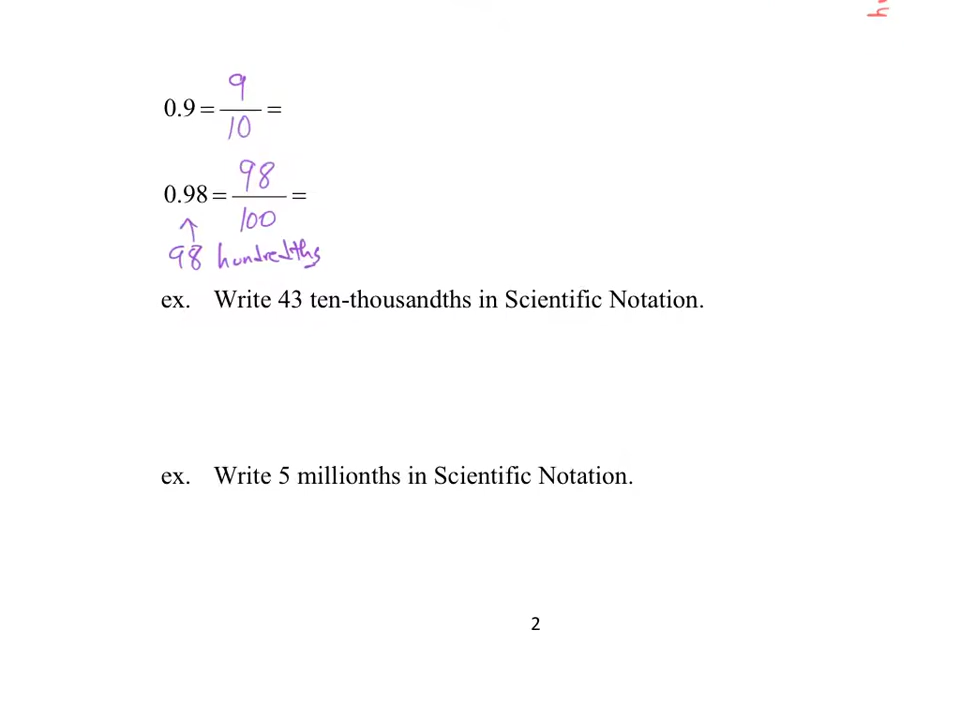 0.9 = 9/10 =
0.98 = 98/100 =
↑
98 hundredths
ex. Write 43 ten-thousandths in Scientific Notation.
ex. Write 5 millionths in Scientific Notation.
2